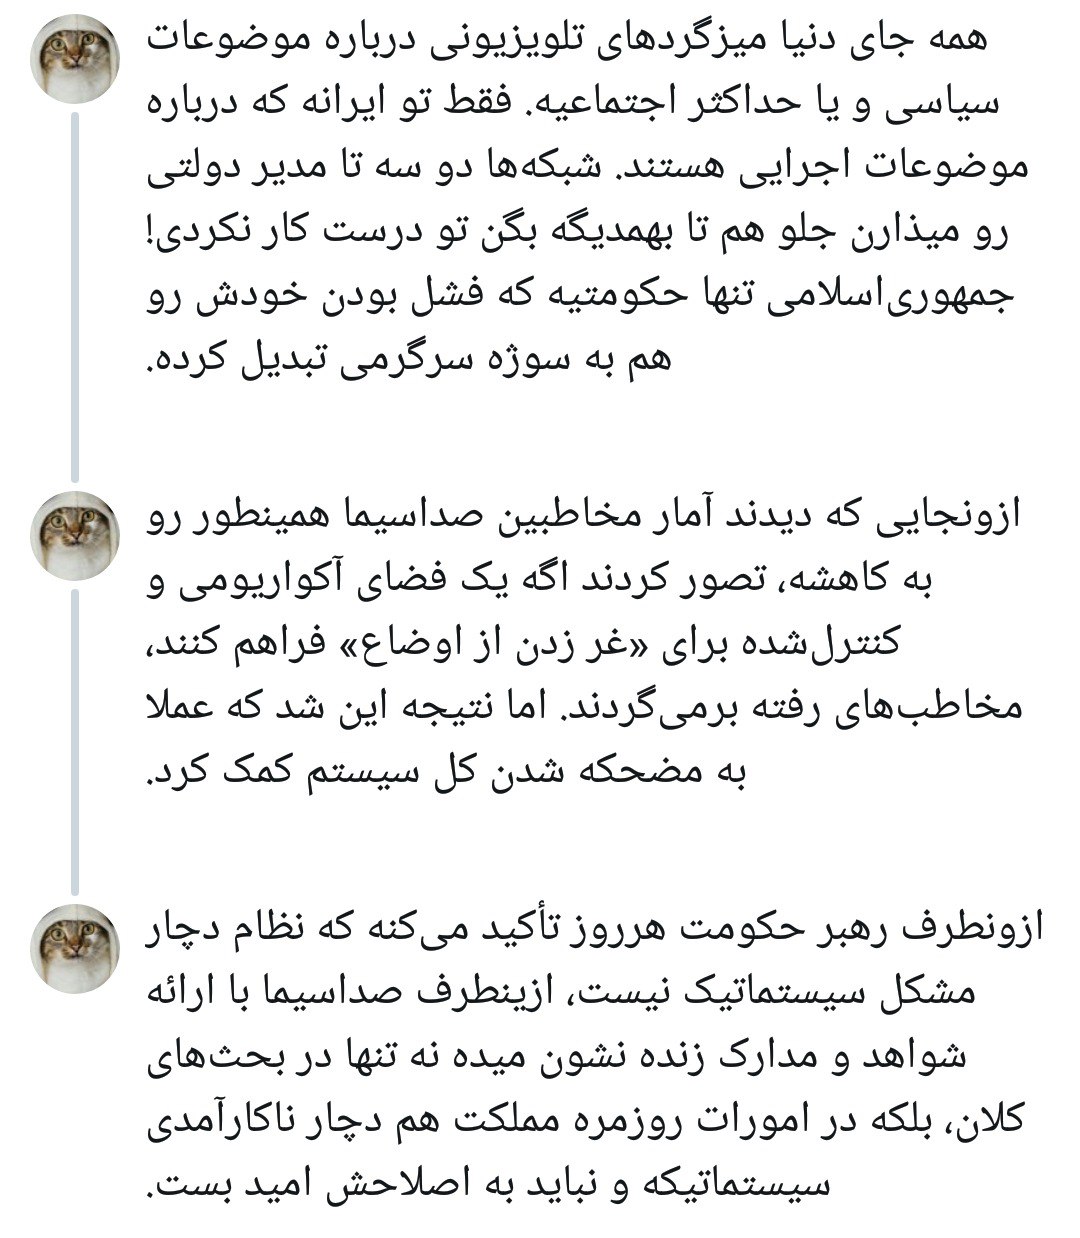 همه جای دنیا میزگردهای تلویزیونی درباره موضوعات
سیاسی و یا حداکثر اجتماعیه. فقط تو ایرانه که درباره
موضوعات اجرایی هستند. شبکه‌ها دو سه تا مدیر دولتی
رو میذارن جلو هم تا بهمدیگه بگن تو درست کار نکردی!
جمهوری‌اسلامی تنها حکومتیه که فشل بودن خودش رو
هم به سوژه سرگرمی تبدیل کرده.
ازونجایی که دیدند آمار مخاطبین صداسیما همینطور رو
به کاهشه، تصور کردند اگه یک فضای آکواریومی و
کنترل‌شده برای «غر زدن از اوضاع» فراهم کنند،
مخاطب‌های رفته برمی‌گردند. اما نتیجه این شد که عملا
به مضحکه شدن کل سیستم کمک کرد.
ازونطرف رهبر حکومت هرروز تأکید می‌کنه که نظام دچار
مشکل سیستماتیک نیست، ازینطرف صداسیما با ارائه
شواهد و مدارک زنده نشون میده نه تنها در بحث‌های
کلان، بلکه در امورات روزمره مملکت هم دچار ناکارآمدی
سیستماتیکه و نباید به اصلاحش امید بست.